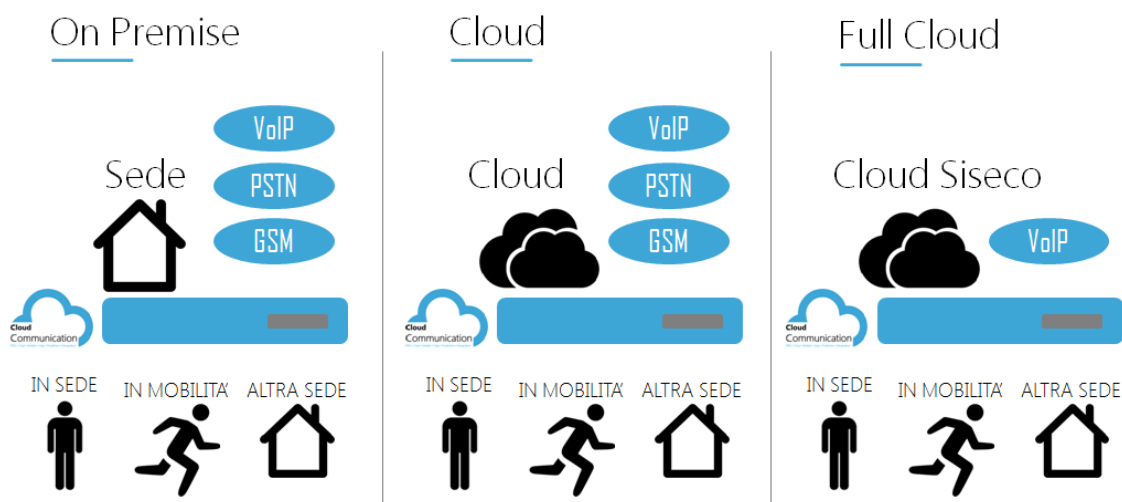 On Premise
VoIP
Sede
PSTN
GSM
Cloud
Communication
IN SEDE
IN MOBILITA'
ALTRA SEDE
Cloud
VoIP
Cloud
PSTN
GSM
Cloud
Communication
IN SEDE
IN MOBILITA'
ALTRA SEDE
Full Cloud
Cloud Siseco
VoIP
Cloud
Communication
IN SEDE
IN MOBILITA'
ALTRA SEDE